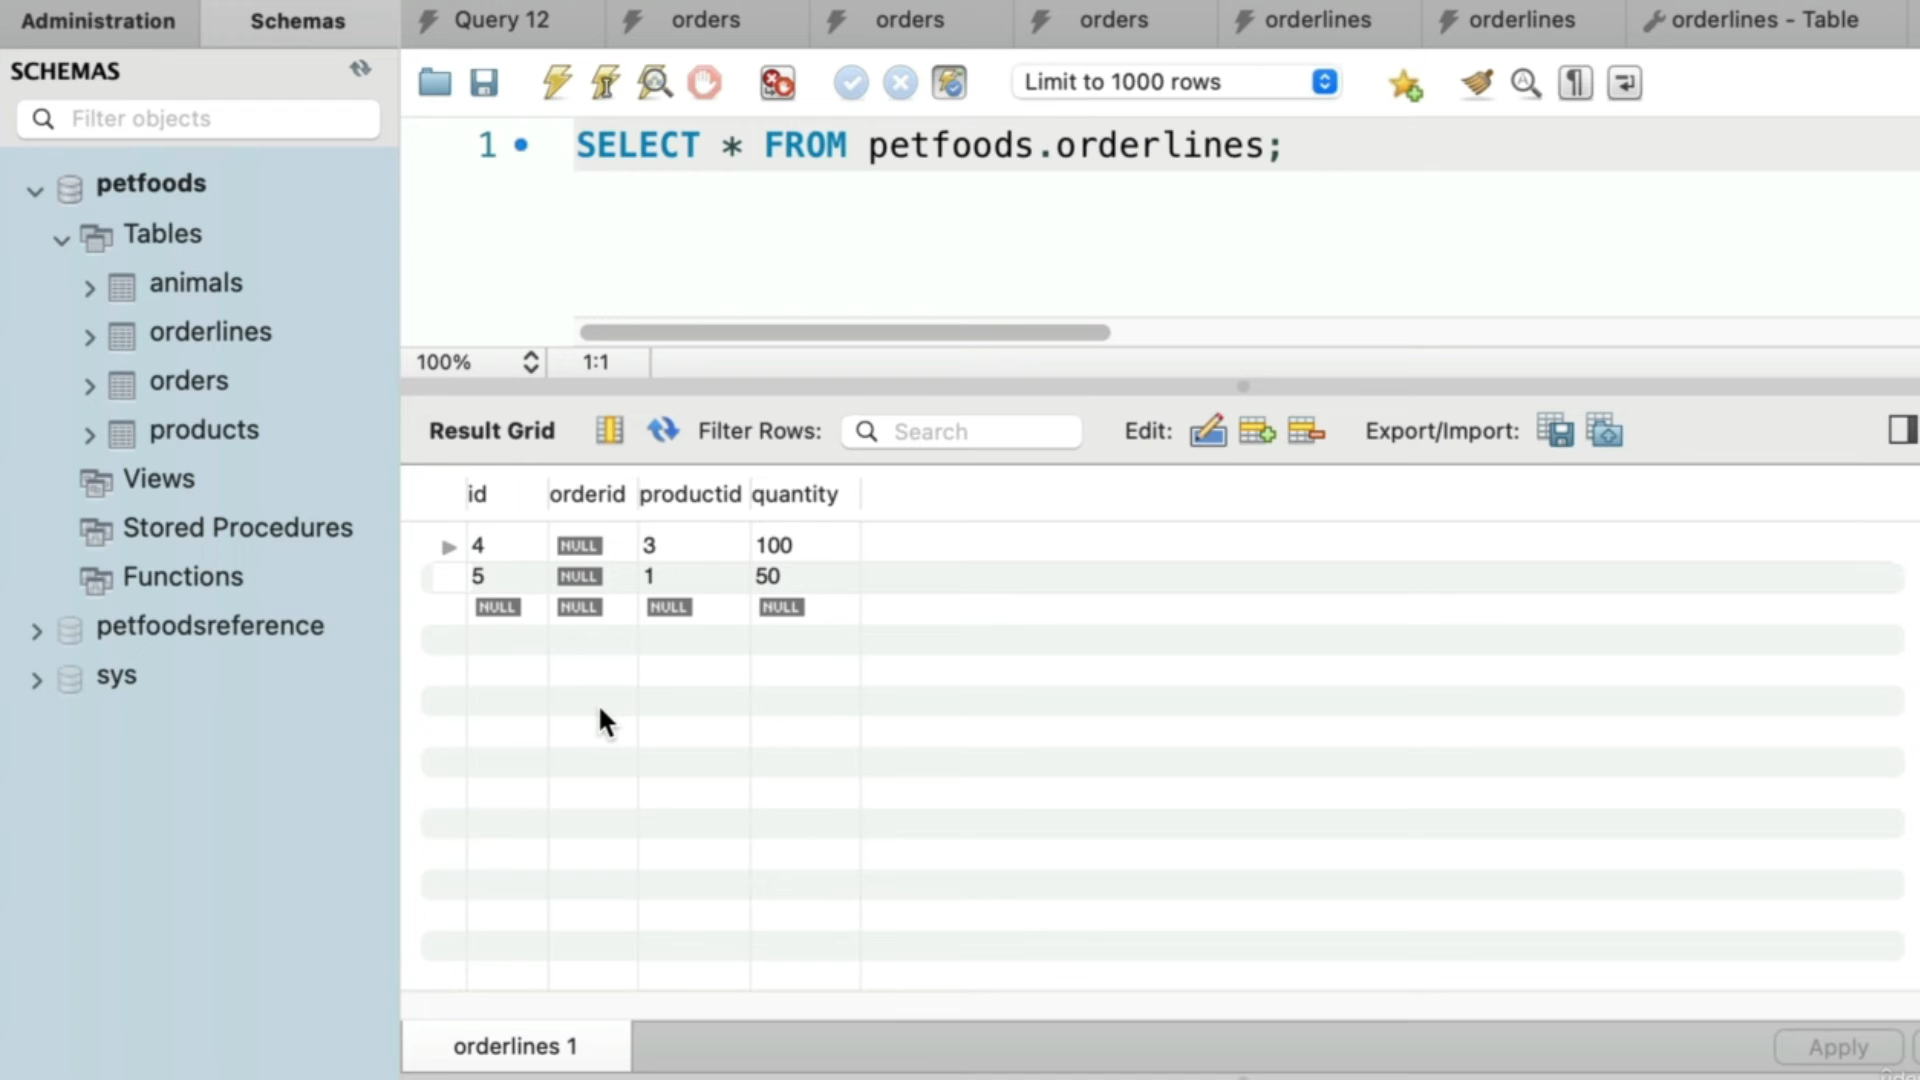 Administration
Schemas
Query 12
orders
orders
orders
orderlines
orderlines
orderlines - Table
SCHEMAS
Filter objects
Limit to 1000 rows
1
SELECT * FROM petfoods.orderlines;
petfoods
Tables
animals
orderlines
orders
products
Views
Stored Procedures
Functions
petfoodsreference
sys
100%
1:1
Result Grid
Filter Rows:
Search
Edit:
Export/Import:
id orderid productid quantity
4 NULL 3 100
5 NULL 1 50
NULL NULL NULL NULL
orderlines 1
Apply